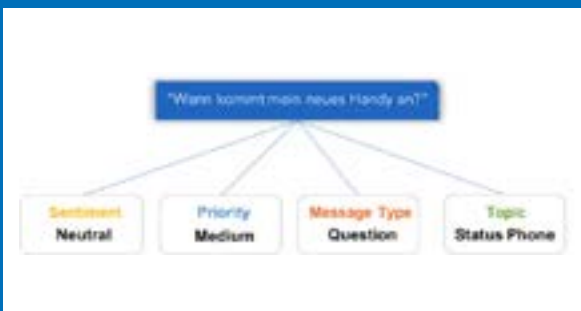 "Wann kommt mein neues Handy an?"
Sentiment
Neutral
Priority
Medium
Message Type
Question
Topic
Status Phone